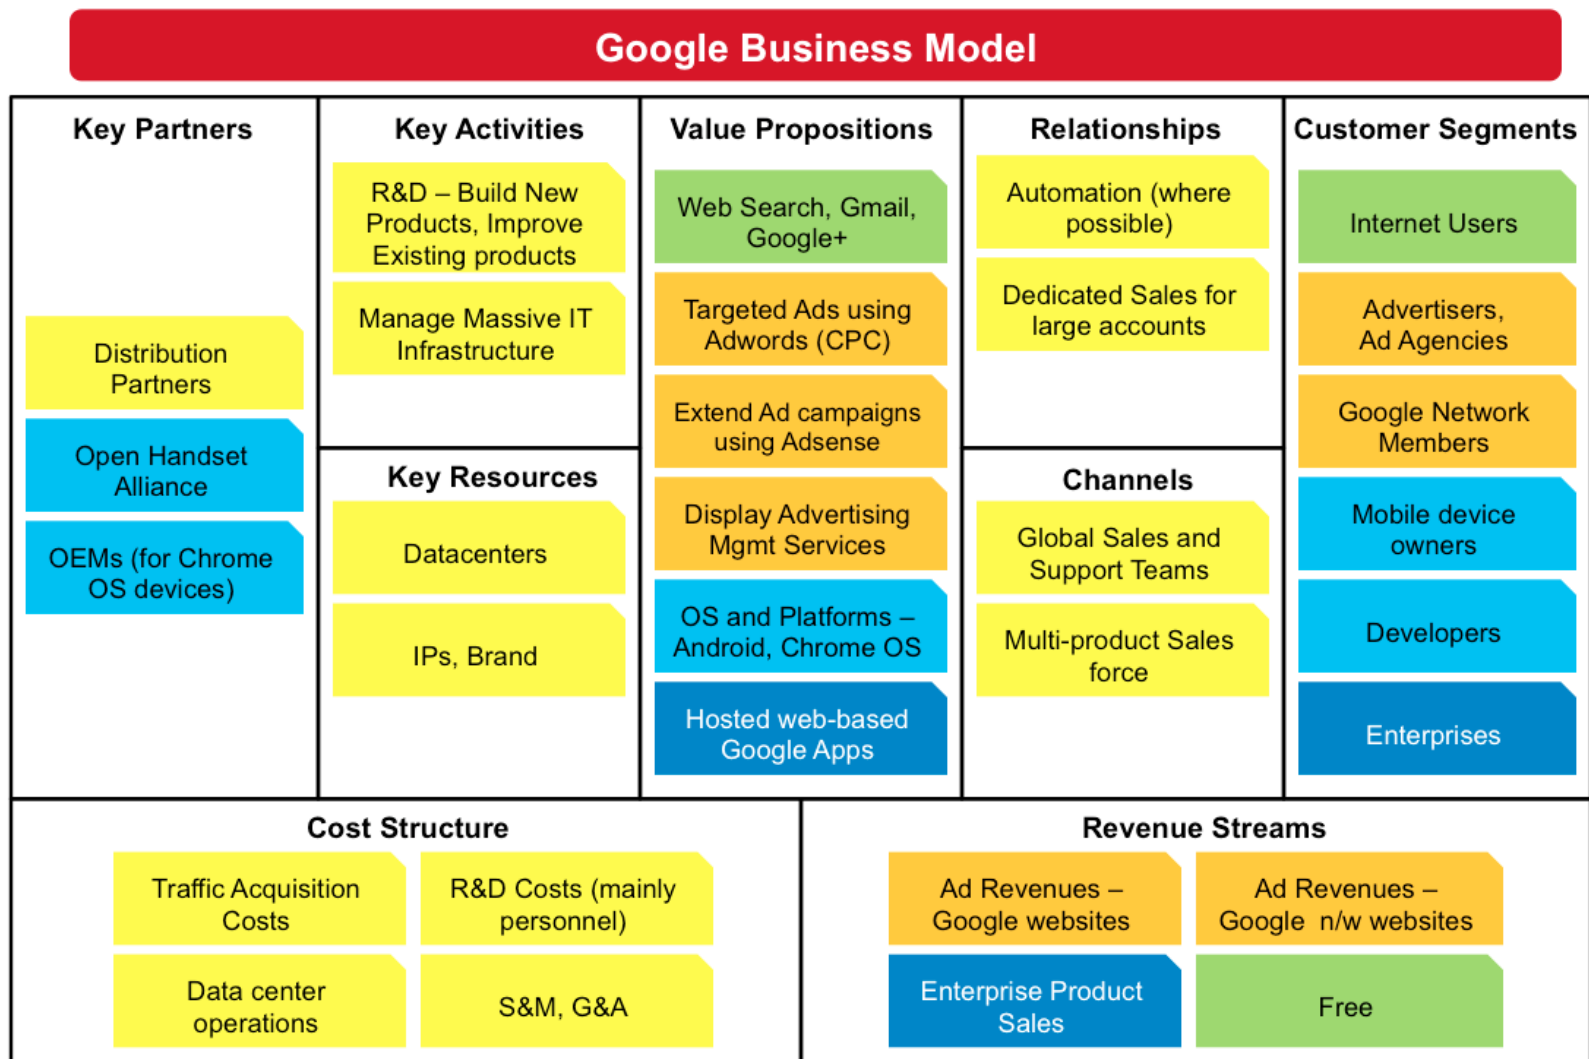 Google Business Model
Key Partners
Distribution
Partners
Open Handset
Alliance
OEMs (for Chrome
OS devices)
Key Activities
R&D – Build New
Products, Improve
Existing products
Manage Massive IT
Infrastructure
Key Resources
Datacenters
IPs, Brand
Value Propositions
Web Search, Gmail,
Google+
Targeted Ads using
Adwords (CPC)
Extend Ad campaigns
using Adsense
Display Advertising
Mgmt Services
OS and Platforms –
Android, Chrome OS
Hosted web-based
Google Apps
Relationships
Automation (where
possible)
Dedicated Sales for
large accounts
Channels
Global Sales and
Support Teams
Multi-product Sales
force
Customer Segments
Internet Users
Advertisers,
Ad Agencies
Google Network
Members
Mobile device
owners
Developers
Enterprises
Cost Structure
Traffic Acquisition
Costs
R&D Costs (mainly
personnel)
Data center
operations
S&M, G&A
Revenue Streams
Ad Revenues –
Google websites
Ad Revenues –
Google n/w websites
Enterprise Product
Sales
Free